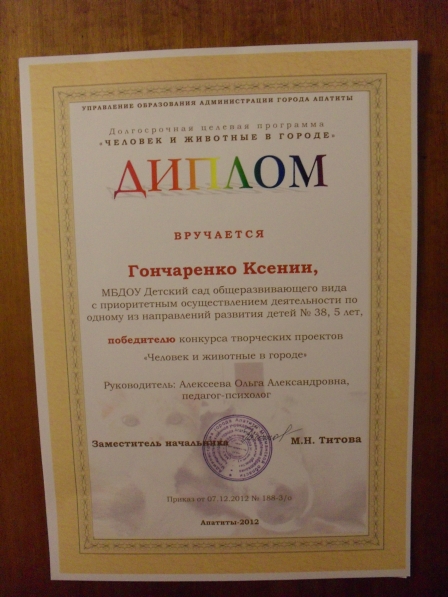 УПРАВЛЕНИЕ ОБРАЗОВАНИЯ АДМИНИСТРАЦИИ ГОРОДА АПАТИТЫ
Долгосрочная целевая программа
«ЧЕЛОВЕК И ЖИВОТНЫЕ В ГОРОДЕ»
ДИПЛОМ
ВРУЧАЕТСЯ
Гончаренко Ксении,
МБДОУ Детский сад общеразвивающего вида
с приоритетным осуществлением деятельности по
одному из направлений развития детей № 38, 5 лет,
победителю конкурса творческих проектов
«Человек и животные в городе»
Руководитель: Алексеева Ольга Александровна,
педагог-психолог
Заместитель начальника М.Н. Титова
Приказ от 07.12.2012 № 188-3/о
Апатиты-2012